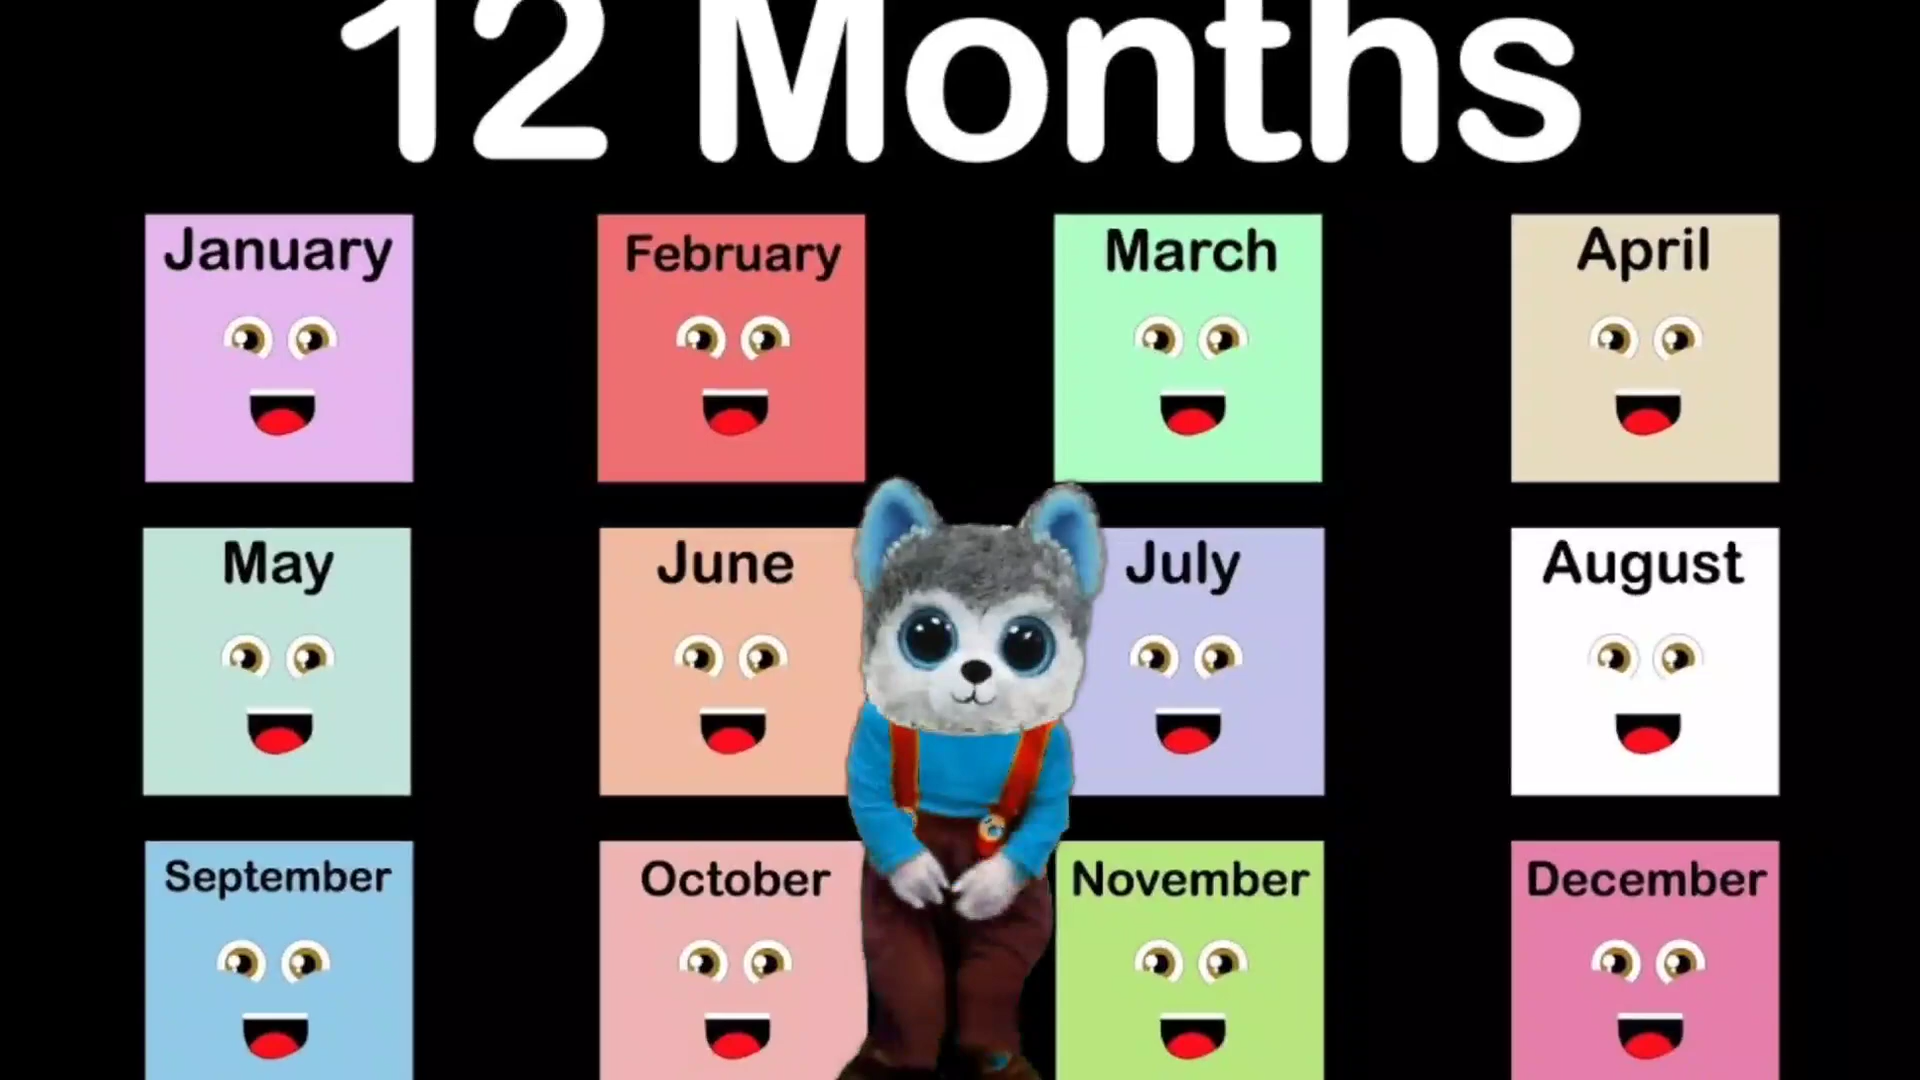 12 Months
January
February
March
April
May
June
July
August
September
October
November
December